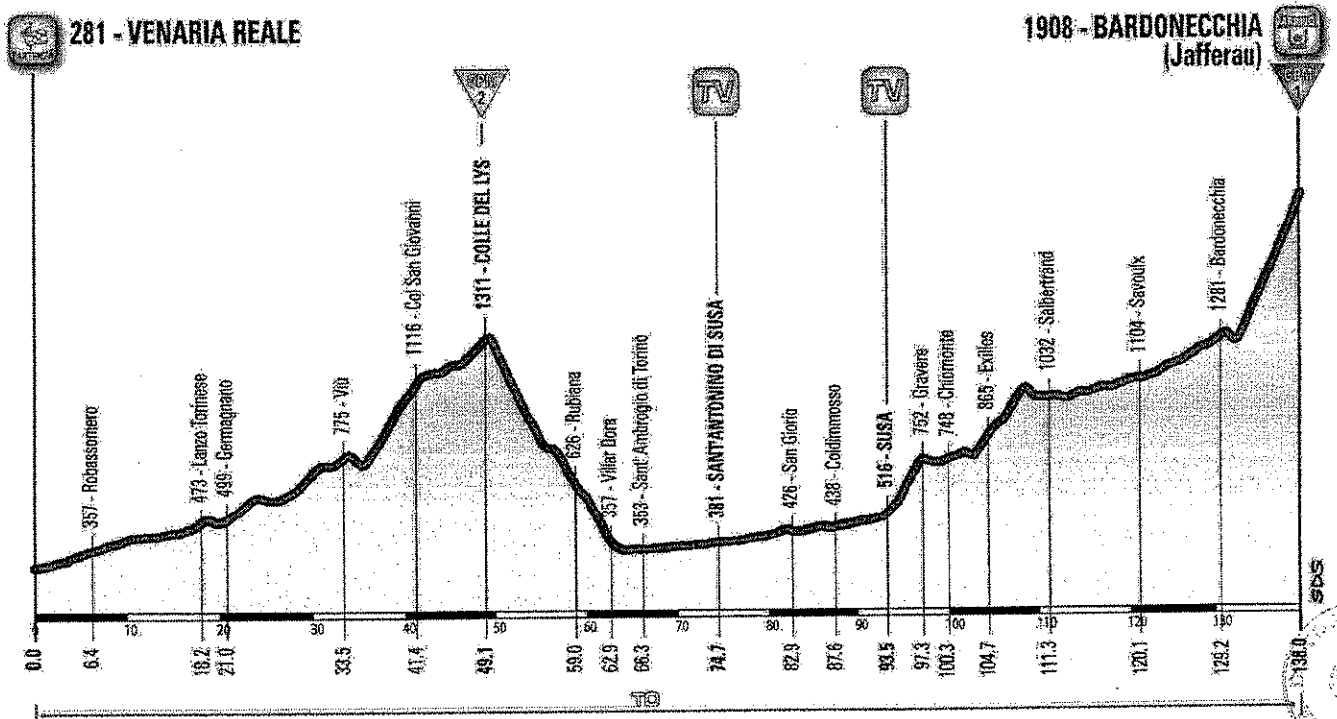 281 - VENARIA REALE
1908 - BARDONECCHIA
(Jafferau)
GPM
2
TV
TV
GPM
1
357 - Robassomero
473 - Lanzo Torinese
499 - Germagnano
775 - Viù
1116 - Col San Giovanni
1311 - COLLE DEL LYS
626 - Rubiana
357 - Villar Dora
353 - Sant'Ambrogio di Torino
381 - SANT'ANTONINO DI SUSA
426 - San Giorio
438 - Coldimmosso
516 - SUSA
752 - Gravere
748 - Chiomonte
865 - Exilles
1032 - Salbertrand
1104 - Savoulx
1281 - Bardonecchia
SDS
0 10 20 30 40 50 60 70 80 90 100 110 120 130
0.0 6.4 18.2 21.0 33.5 41.4 49.1 59.0 62.9 66.3 74.7 82.9 87.6 93.5 97.3 100.3 104.7 111.3 120.1 129.2 138.0
TO